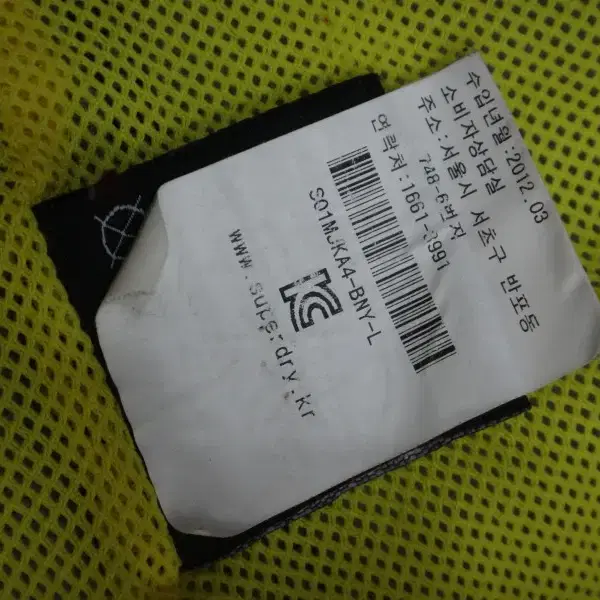 수입년월:2012.03
소비자상담실
주소:서울시 서초구 반포동
748-6번지
연락처:1661-3991
S01MJKA4-BNY-L
www.superdry.kr